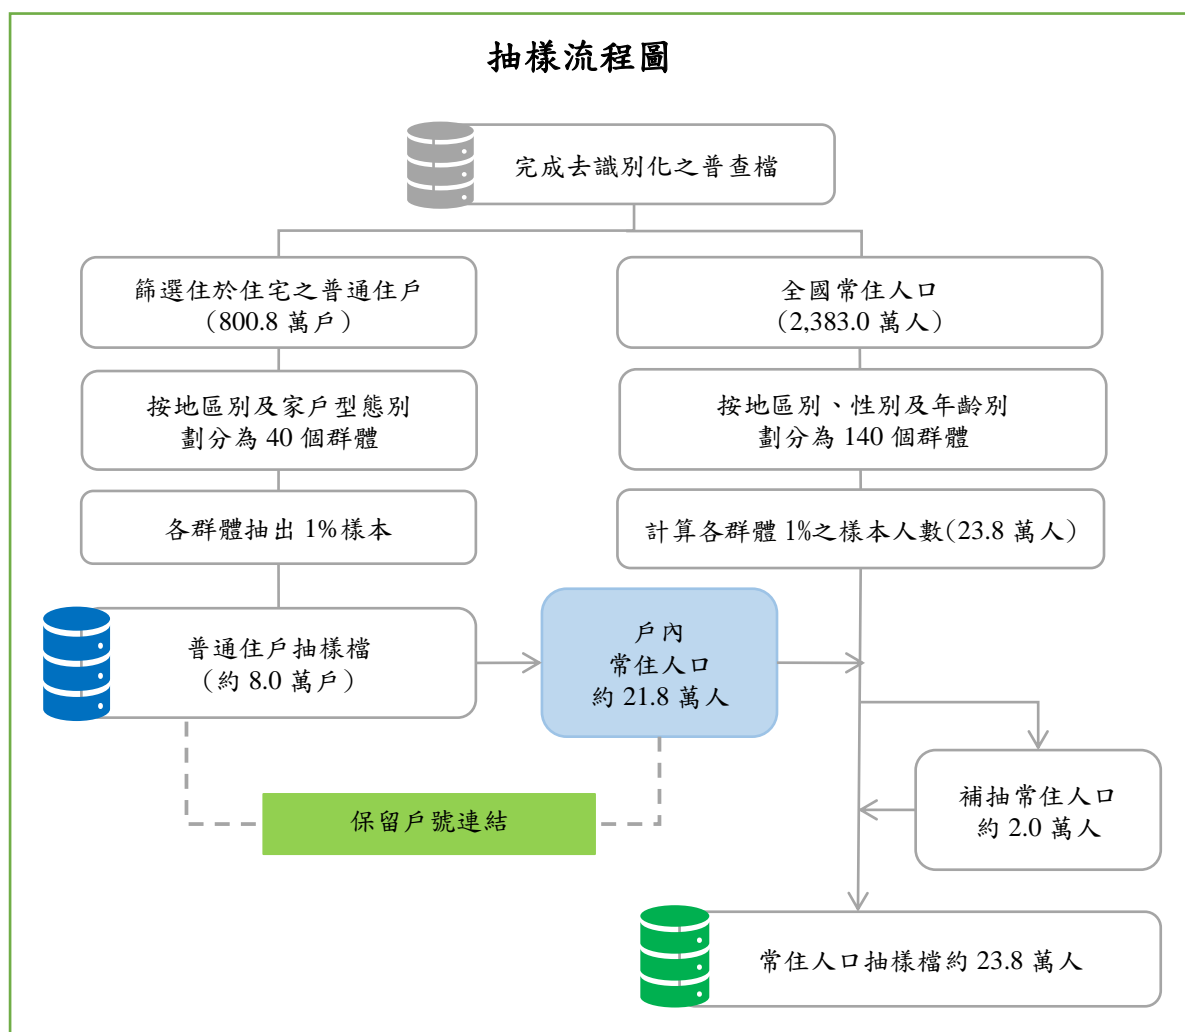 抽樣流程圖
完成去識別化之普查檔
篩選住於住宅之普通住戶
（800.8 萬戶）
全國常住人口
（2,383.0 萬人）
按地區別及家戶型態別
劃分為 40 個群體
按地區別、性別及年齡別
劃分為 140 個群體
各群體抽出 1%樣本
計算各群體 1%之樣本人數(23.8 萬人)
普通住戶抽樣檔
（約 8.0 萬戶）
戶內
常住人口
約 21.8 萬人
保留戶號連結
補抽常住人口
約 2.0 萬人
常住人口抽樣檔約 23.8 萬人